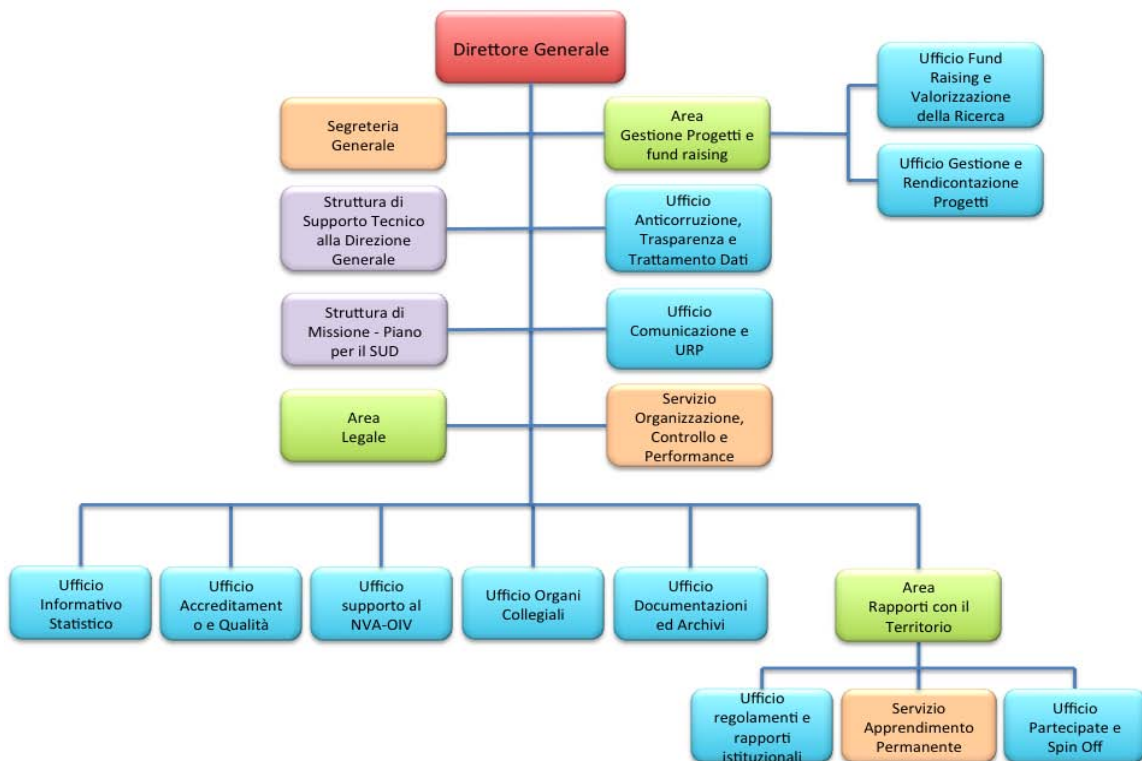 Direttore Generale
Segreteria
Generale
Area
Gestione Progetti e
fund raising
Ufficio Fund
Raising e
Valorizzazione
della Ricerca
Ufficio Gestione e
Rendicontazione
Progetti
Struttura di
Supporto Tecnico
alla Direzione
Generale
Ufficio
Anticorruzione,
Trasparenza e
Trattamento Dati
Struttura di
Missione - Piano
per il SUD
Ufficio
Comunicazione e
URP
Area
Legale
Servizio
Organizzazione,
Controllo e
Performance
Ufficio
Informativo
Statistico
Ufficio
Accreditament
o e Qualità
Ufficio
supporto al
NVA-OIV
Ufficio Organi
Collegiali
Ufficio
Documentazioni
ed Archivi
Area
Rapporti con il
Territorio
Ufficio
regolamenti e
rapporti
istituzionali
Servizio
Apprendimento
Permanente
Ufficio
Partecipate e
Spin Off